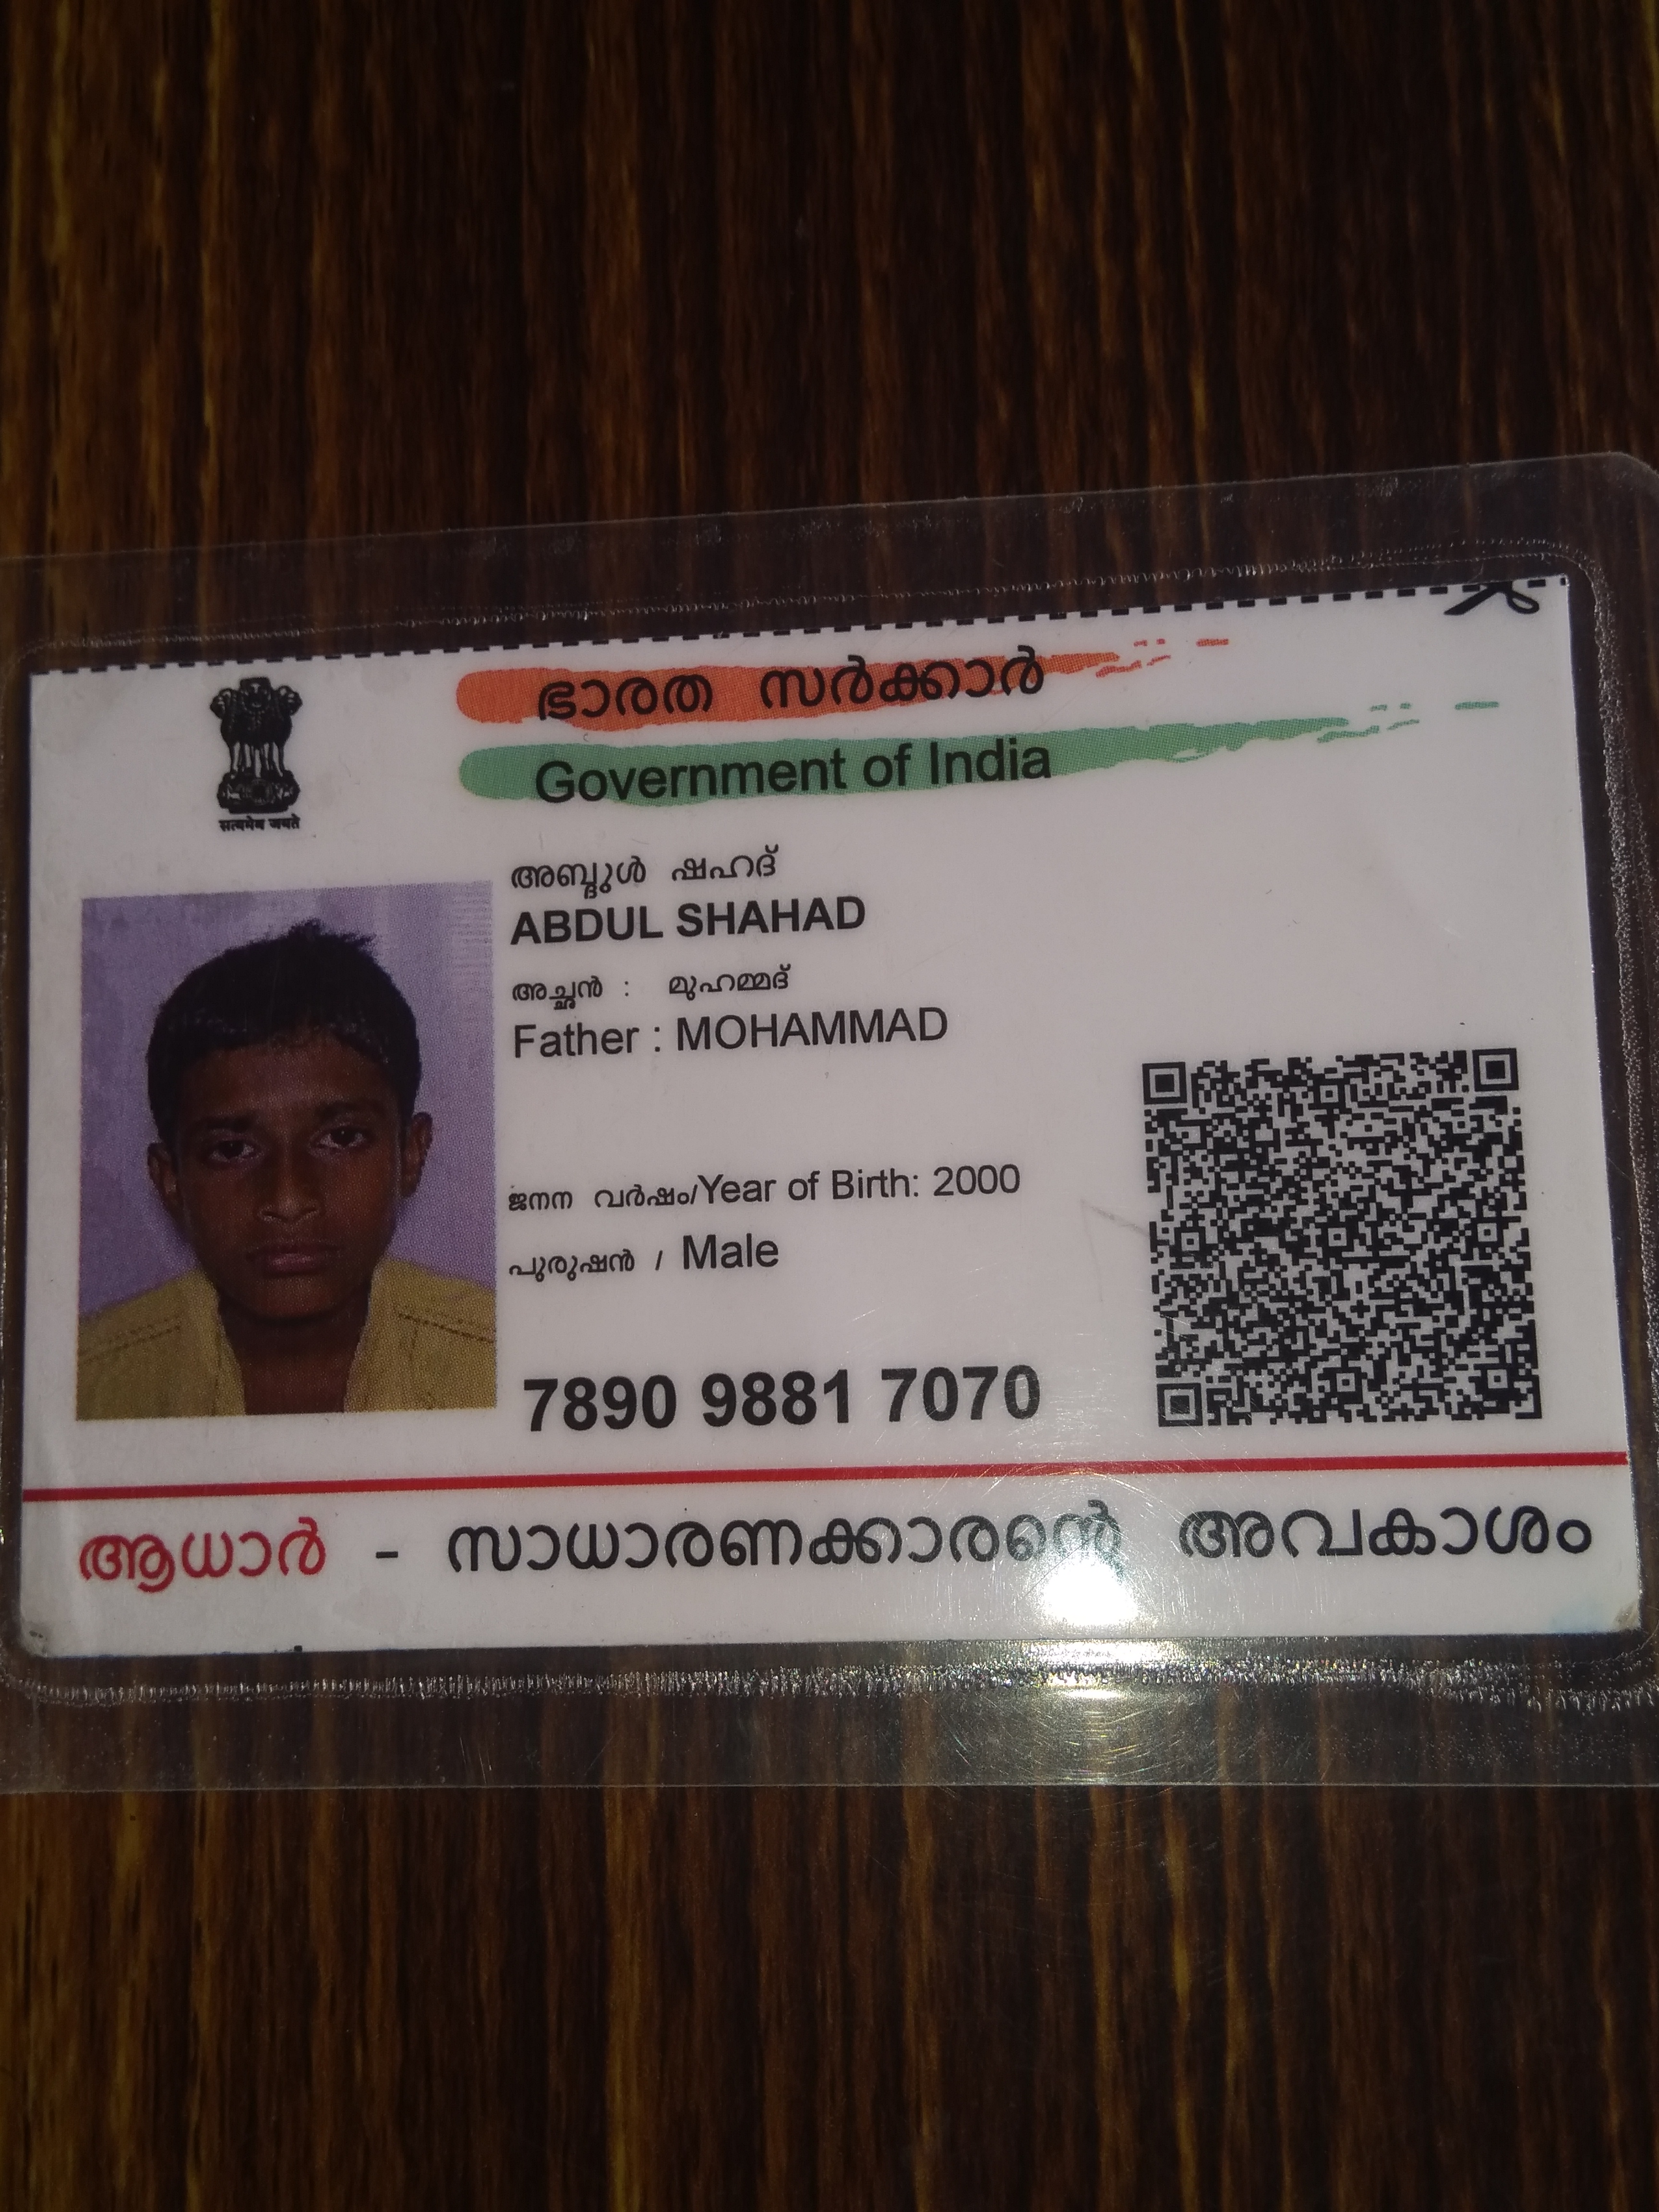 ഭാരത സർക്കാർ
Government of India
सत्यमेव जयते
അബ്ദുൾ ഷഹദ്
ABDUL SHAHAD
അച്ഛൻ : മുഹമ്മദ്
Father : MOHAMMAD
ജനന വർഷം/Year of Birth: 2000
പുരുഷൻ / Male
7890 9881 7070
ആധാർ - സാധാരണക്കാരന്റെ അവകാശം